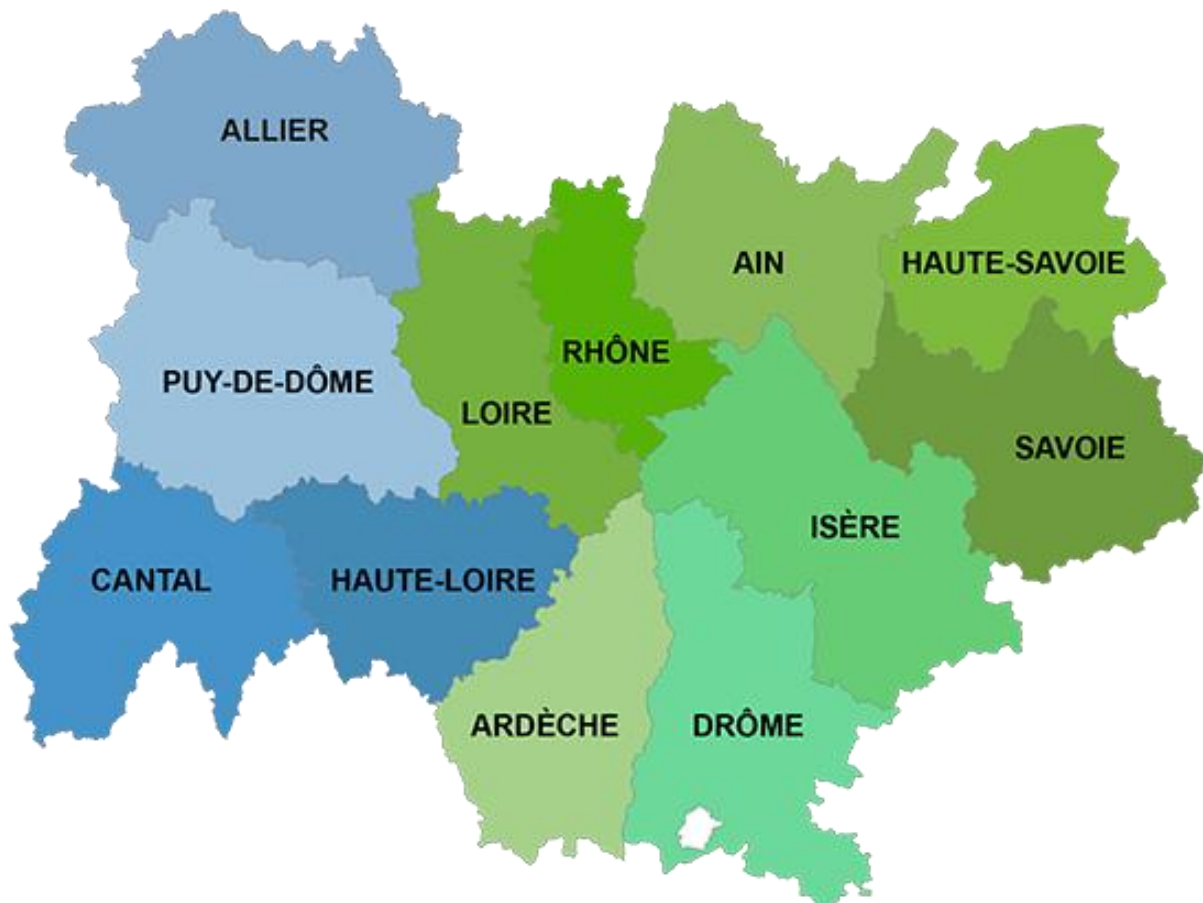 ALLIER
AIN
HAUTE-SAVOIE
RHÔNE
PUY-DE-DÔME
LOIRE
SAVOIE
ISÈRE
CANTAL
HAUTE-LOIRE
ARDÈCHE
DRÔME